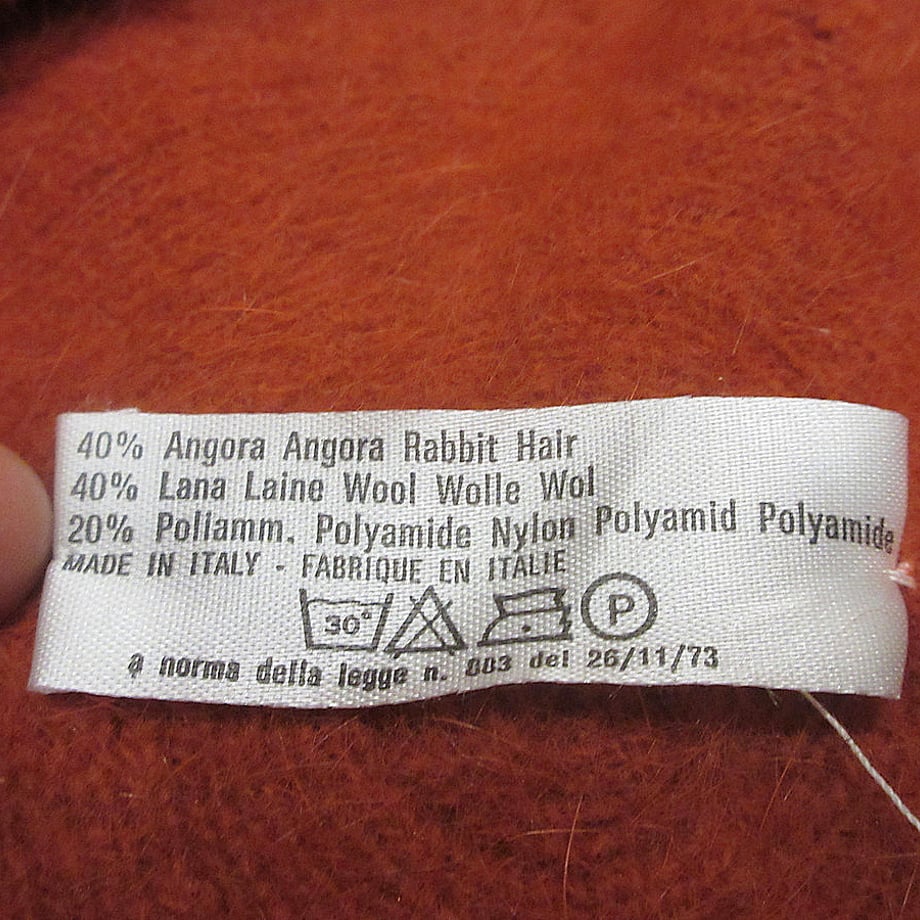 40% Angora Angora Rabbit Hair
40% Lana Laine Wool Wolle Wol
20% Poliamm. Polyamide Nylon Polyamid Polyamide
MADE IN ITALY - FABRIQUE EN ITALIE
30° P
a norma della legge n. 883 del 26/11/73